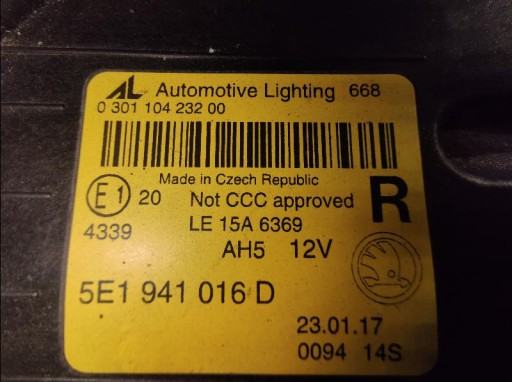 AL Automotive Lighting 668
0 301 104 232 00
Made in Czech Republic
E1 20 Not CCC approved R
4339 LE 15A 6369
AH5 12V
5E1 941 016 D
23.01.17
0094 14S